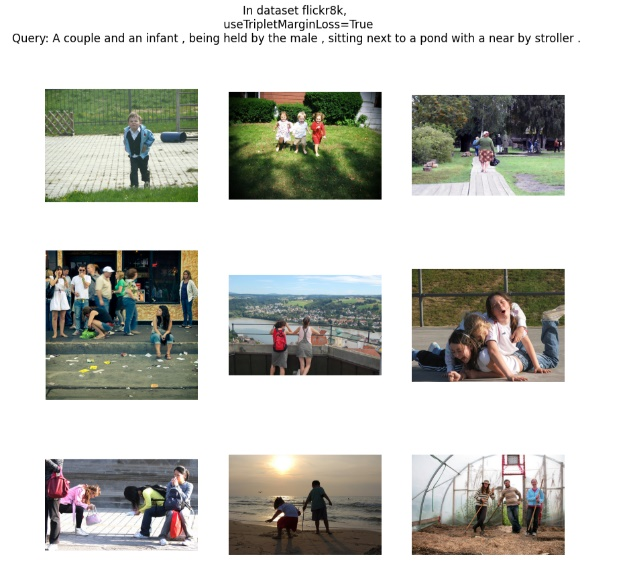 In dataset flickr8k,
useTripletMarginLoss=True
Query: A couple and an infant , being held by the male , sitting next to a pond with a near by stroller .